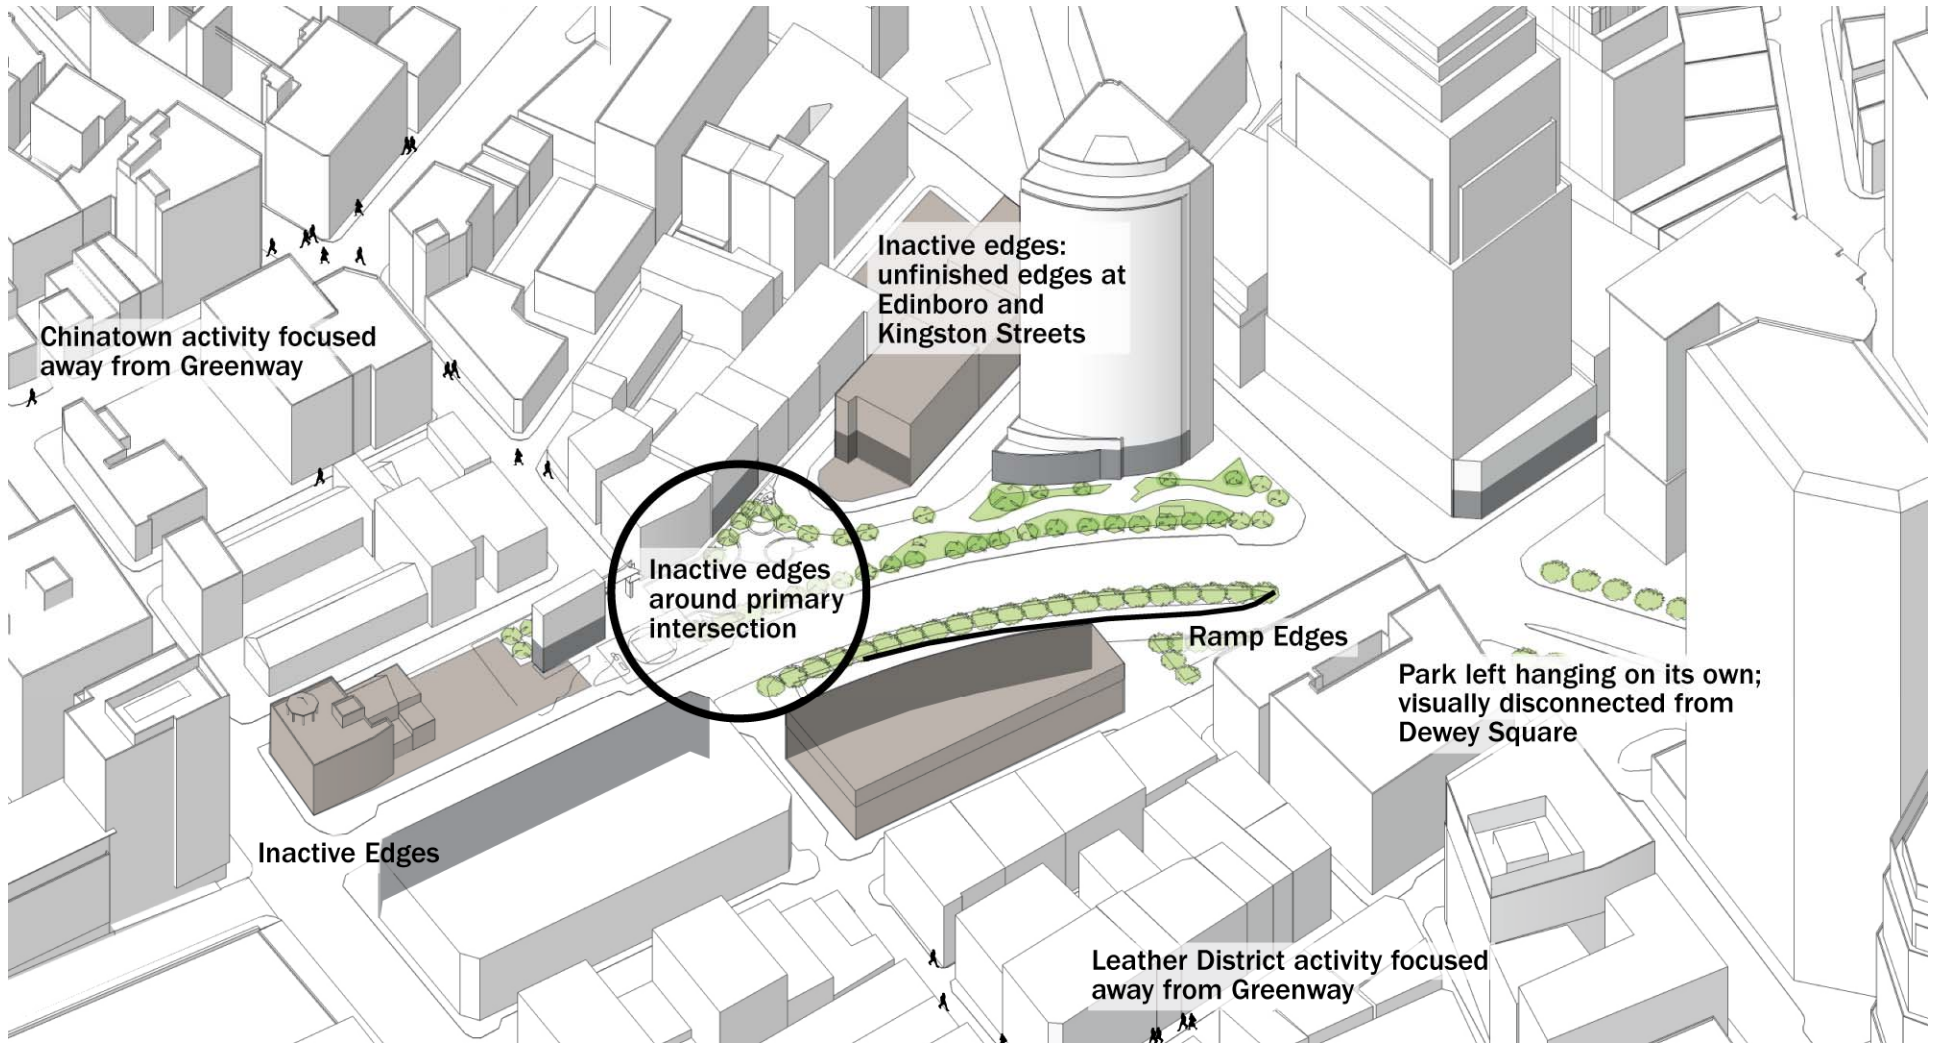 Inactive edges:
unfinished edges at
Edinboro and
Kingston Streets
Chinatown activity focused
away from Greenway
Inactive edges
around primary
intersection
Ramp Edges
Park left hanging on its own;
visually disconnected from
Dewey Square
Inactive Edges
Leather District activity focused
away from Greenway